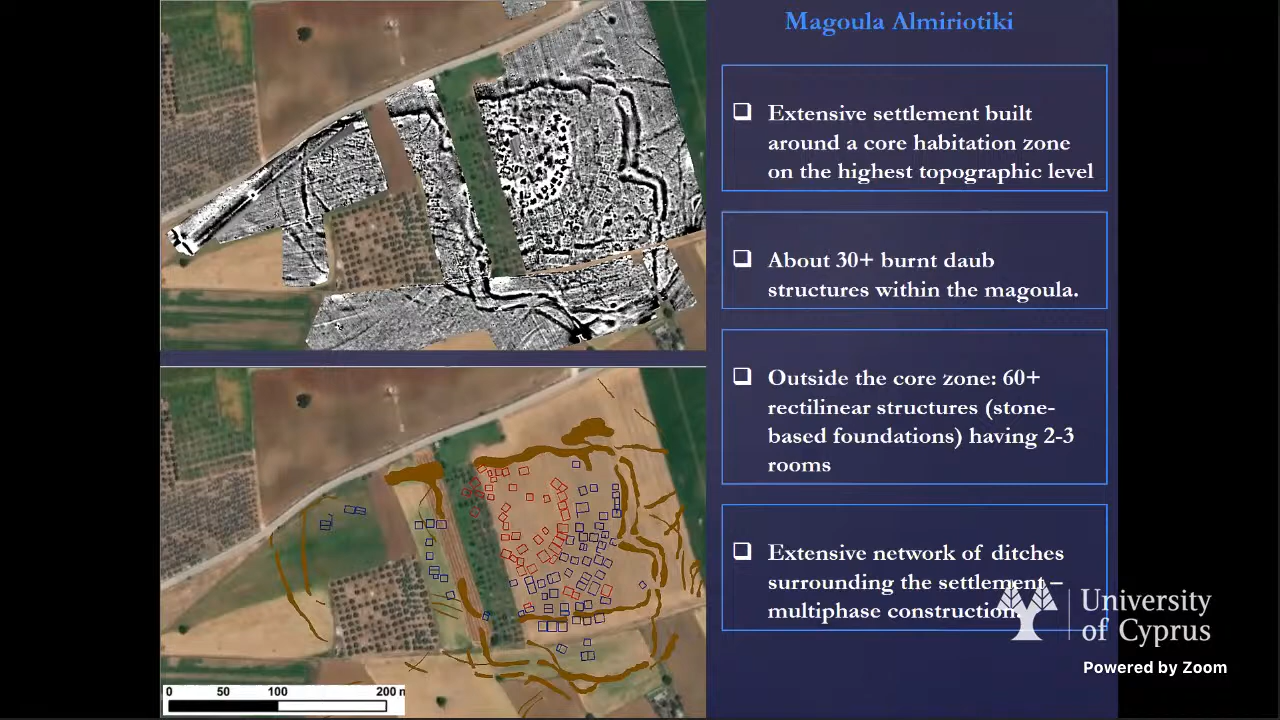 Magoula Almiriotiki
Extensive settlement built
around a core habitation zone
on the highest topographic level
About 30+ burnt daub
structures within the magoula.
Outside the core zone: 60+
rectilinear structures (stone-
based foundations) having 2-3
rooms
Extensive network of ditches
surrounding the settlement –
multiphase construction
University
of Cyprus
Powered by Zoom
0 50 100 200 m